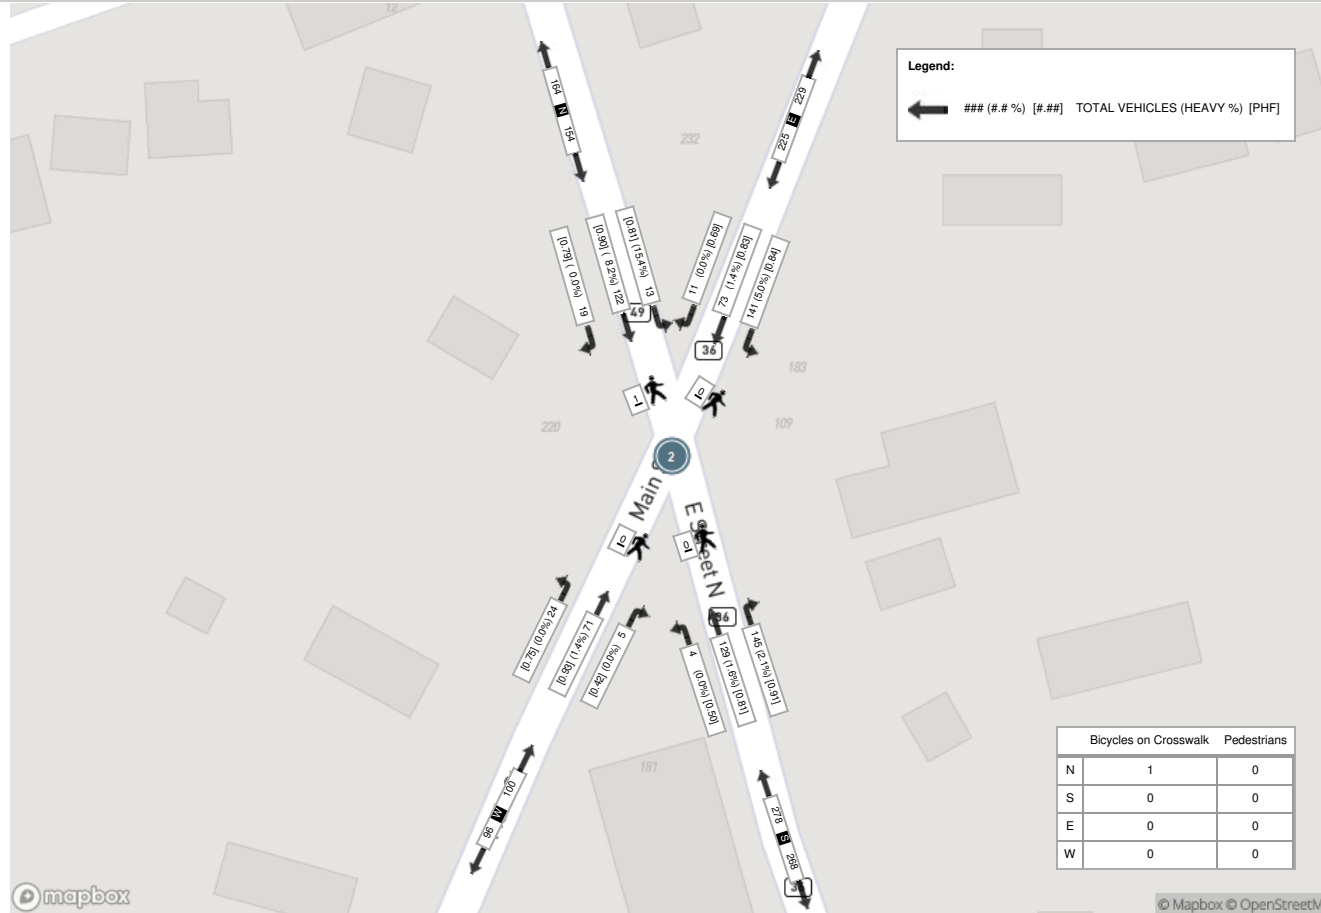 12
Legend:
### (#.# %) [#.##] TOTAL VEHICLES (HEAVY %) [PHF]
164 N 154
225 E 229
232
[0.79] ( 0.0%) 19
[0.90] ( 8.2%) 122
[0.81] (15.4%) 13
11 (0.0%) [0.69]
73 (1.4%) [0.83]
141 (5.0%) [0.84]
49
36
183
1
0
220
109
2
Main
E Street N
0
0
36
[0.75] (0.0%) 24
[0.93] (1.4%) 71
[0.42] (0.0%) 5
4 (0.0%) [0.50]
129 (1.6%) [0.81]
145 (2.1%) [0.91]
181
96 W 100
278 S 268
Bicycles on Crosswalk Pedestrians
N 1 0
S 0 0
E 0 0
W 0 0
mapbox
© Mapbox © OpenStreetM